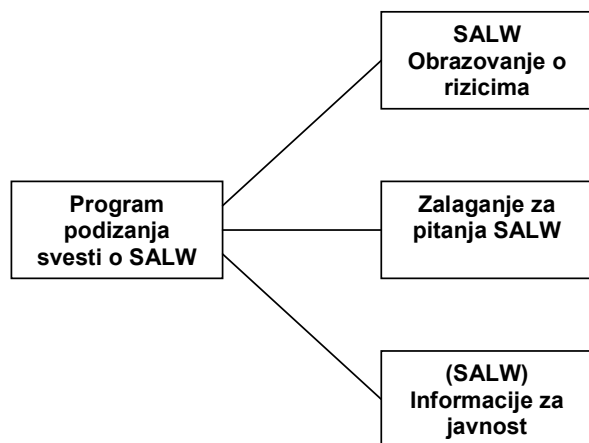 SALW
Obrazovanje o
rizicima
Program
podizanja
svesti o SALW
Zalaganje za
pitanja SALW
(SALW)
Informacije za
javnost